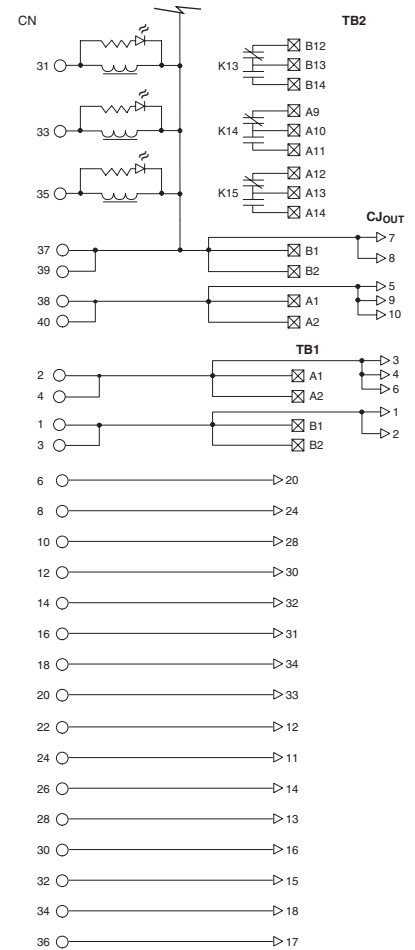 CN TB2
B12
31 K13 B13
B14
A9
33 K14 A10
A11
A12
35 K15 A13
A14
CJOUT
7
37 B1
8
39 B2
5
38 A1 9
10
40 A2
TB1
3
2 A1 4
4 A2 6
1
1 B1
2
3 B2
6 20
8 24
10 28
12 30
14 32
16 31
18 34
20 33
22 12
24 11
26 14
28 13
30 16
32 15
34 18
36 17